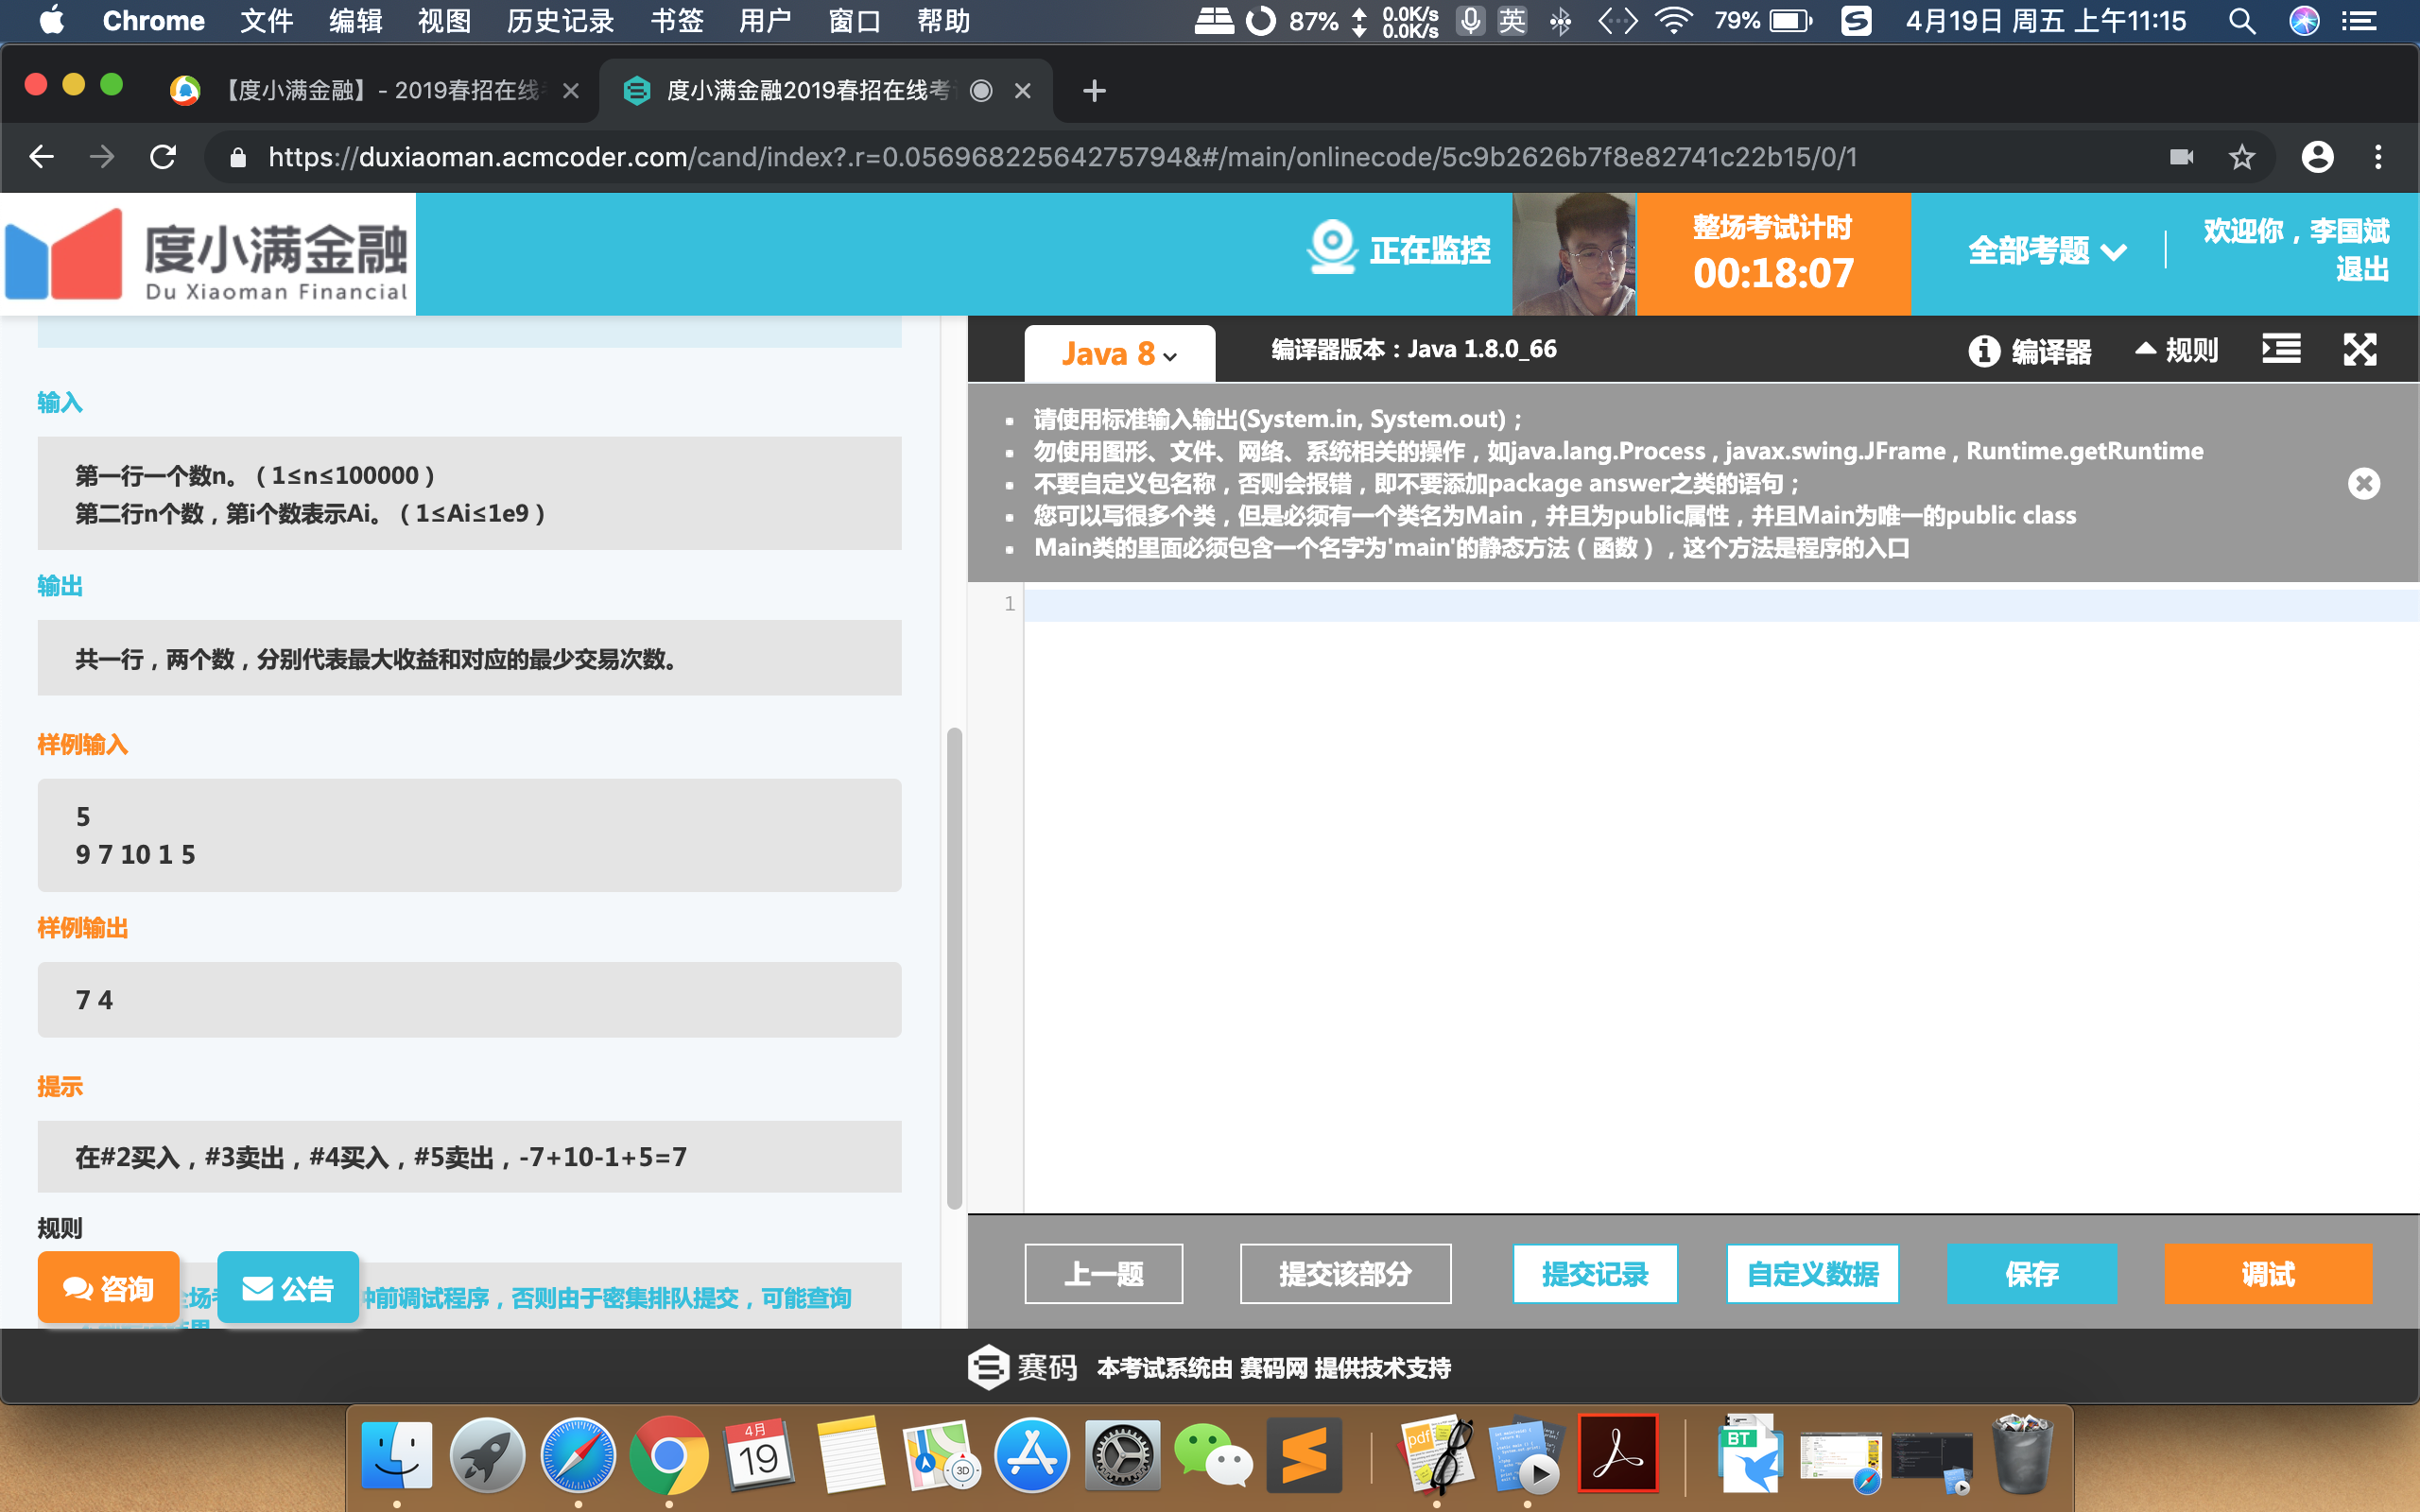 Chrome 文件 编辑 视图 历史记录 书签 用户 窗口 帮助 87% 0.0K/s 0.0K/s 英 79% 4月19日 周五 上午11:15
【度小满金融】- 2019春招在线 度小满金融2019春招在线考
https://duxiaoman.acmcoder.com/cand/index?.r=0.05696822564275794&#/main/onlinecode/5c9b2626b7f8e82741c22b15/0/1
度小满金融
Du Xiaoman Financial
正在监控
整场考试计时
00:18:07
全部考题
欢迎你，李国斌
退出
输入
第一行一个数n。（1≤n≤100000）
第二行n个数，第i个数表示Ai。（1≤Ai≤1e9）
输出
共一行，两个数，分别代表最大收益和对应的最少交易次数。
样例输入
5
9 7 10 1 5
样例输出
7 4
提示
在#2买入，#3卖出，#4买入，#5卖出，-7+10-1+5=7
规则
钟前调试程序，否则由于密集排队提交，可能查询
咨询 公告
Java 8 编译器版本：Java 1.8.0_66 编译器 规则
请使用标准输入输出(System.in, System.out)；
勿使用图形、文件、网络、系统相关的操作，如java.lang.Process , javax.swing.JFrame , Runtime.getRuntime
不要自定义包名称，否则会报错，即不要添加package answer之类的语句；
您可以写很多个类，但是必须有一个类名为Main，并且为public属性，并且Main为唯一的public class
Main类的里面必须包含一个名字为'main'的静态方法（函数），这个方法是程序的入口
1
上一题 提交该部分 提交记录 自定义数据 保存 调试
赛码 本考试系统由 赛码网 提供技术支持
4月
19
3D
pdf
BT